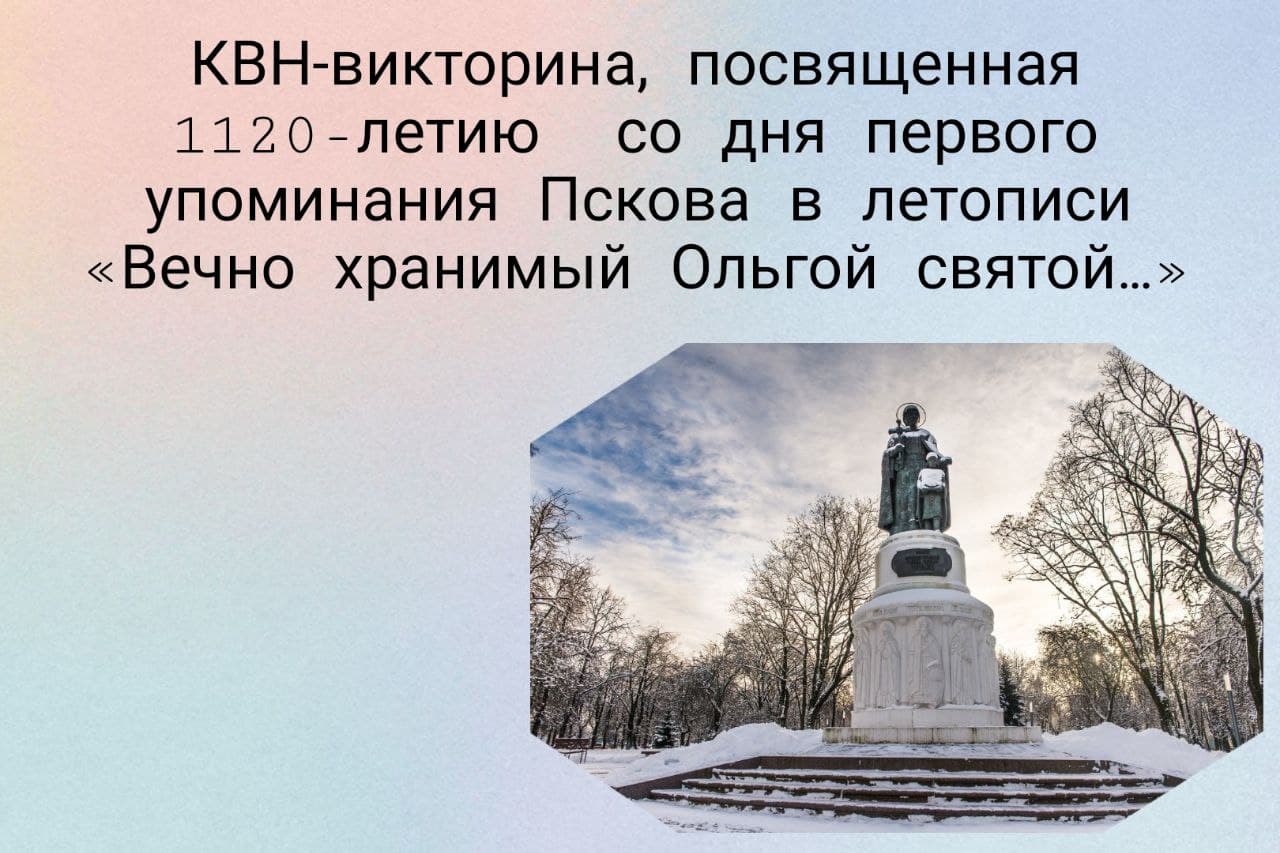 КВН-викторина, посвященная
1120-летию со дня первого
упоминания Пскова в летописи
«Вечно хранимый Ольгой святой…»